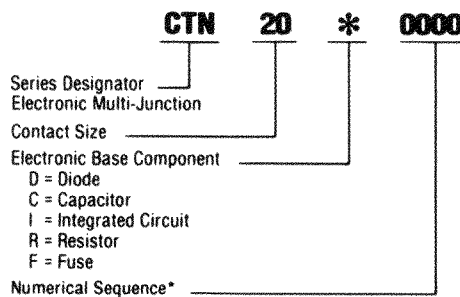 CTN 20 * 0000
Series Designator
Electronic Multi-Junction
Contact Size
Electronic Base Component
D = Diode
C = Capacitor
I = Integrated Circuit
R = Resistor
F = Fuse
Numerical Sequence*